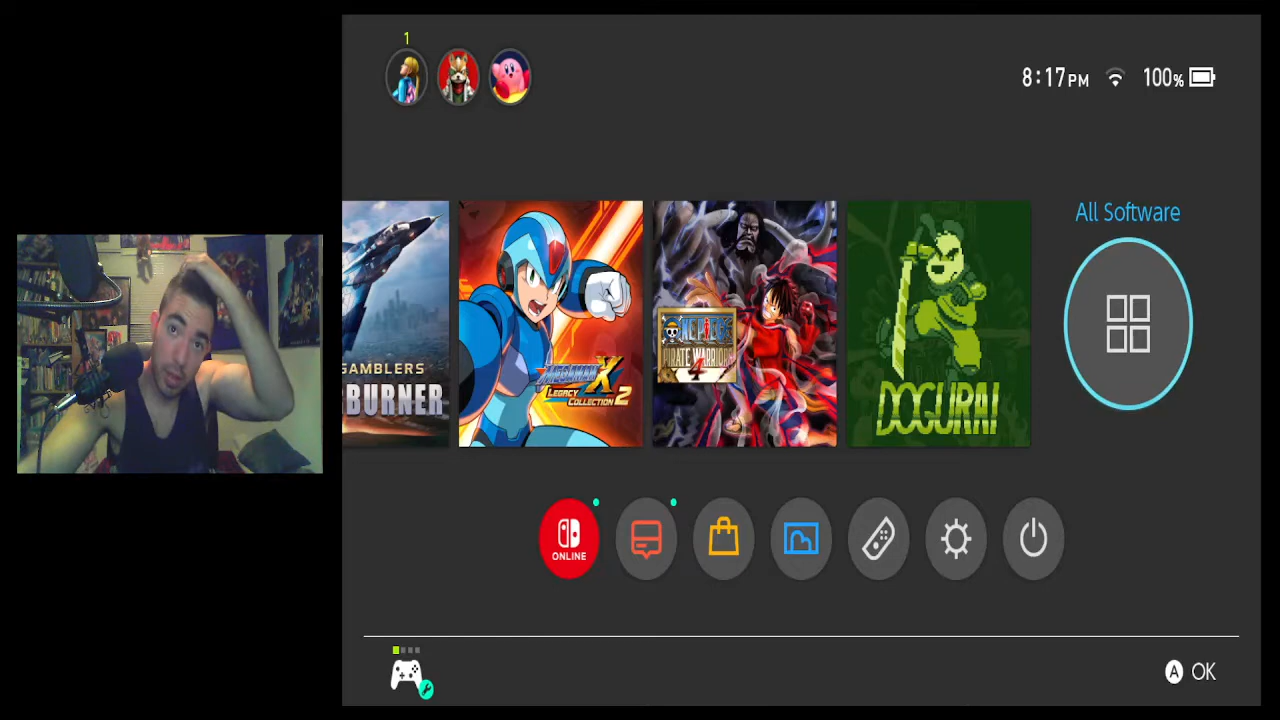 1
8:17PM
100%
All Software
GAMBLERS
BURNER
MEGAMAN X
LEGACY
COLLECTION 2
ONE PIECE
PIRATE WARRIORS
4
DOGURAI
ONLINE
A OK